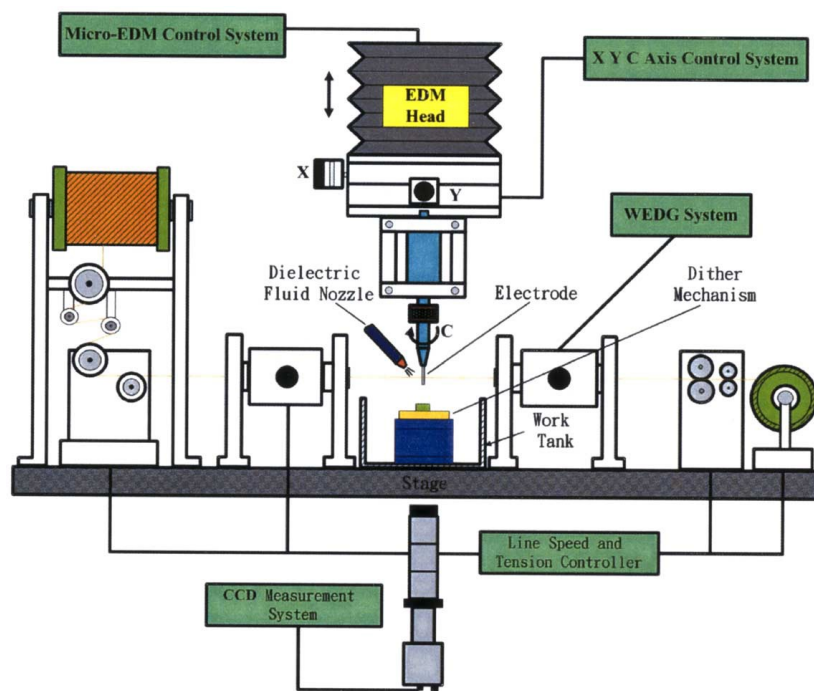 Micro-EDM Control System
X Y C Axis Control System
EDM
Head
X
Y
WEDG System
Dielectric
Fluid Nozzle
Electrode
Dither
Mechanism
C
Work
Tank
Stage
Line Speed and
Tension Controller
CCD Measurement
System